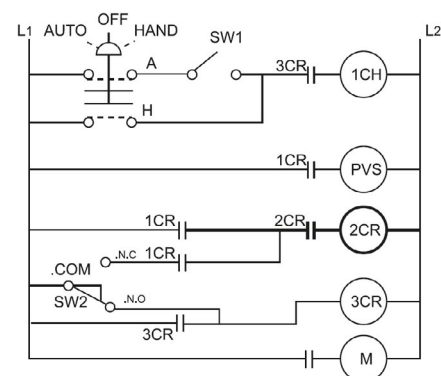 OFF
L1 AUTO HAND L2
SW1
A 3CR 1CH
H
1CR PVS
1CR 2CR 2CR
.N.C 1CR
.COM
SW2 .N.O 3CR
3CR
M